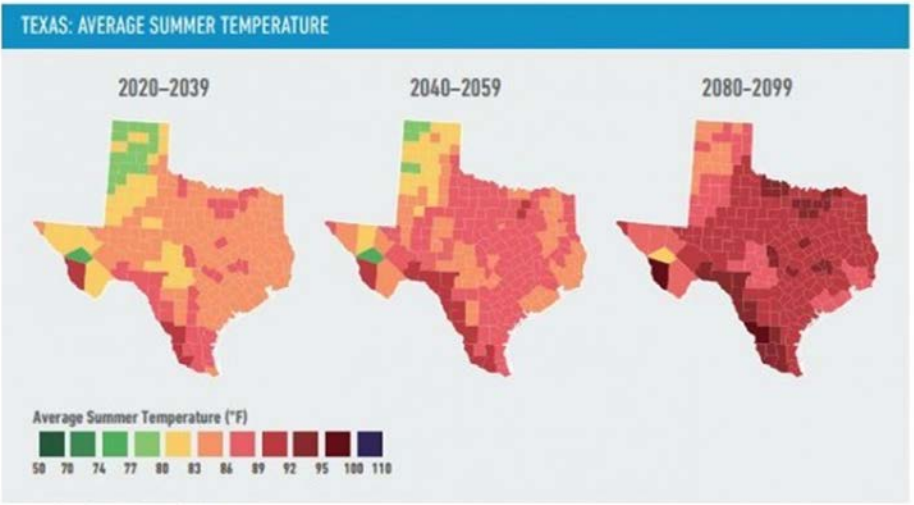 TEXAS: AVERAGE SUMMER TEMPERATURE
2020–2039 2040–2059 2080-2099
Average Summer Temperature (°F)
50 70 74 77 80 83 86 89 92 95 100 110